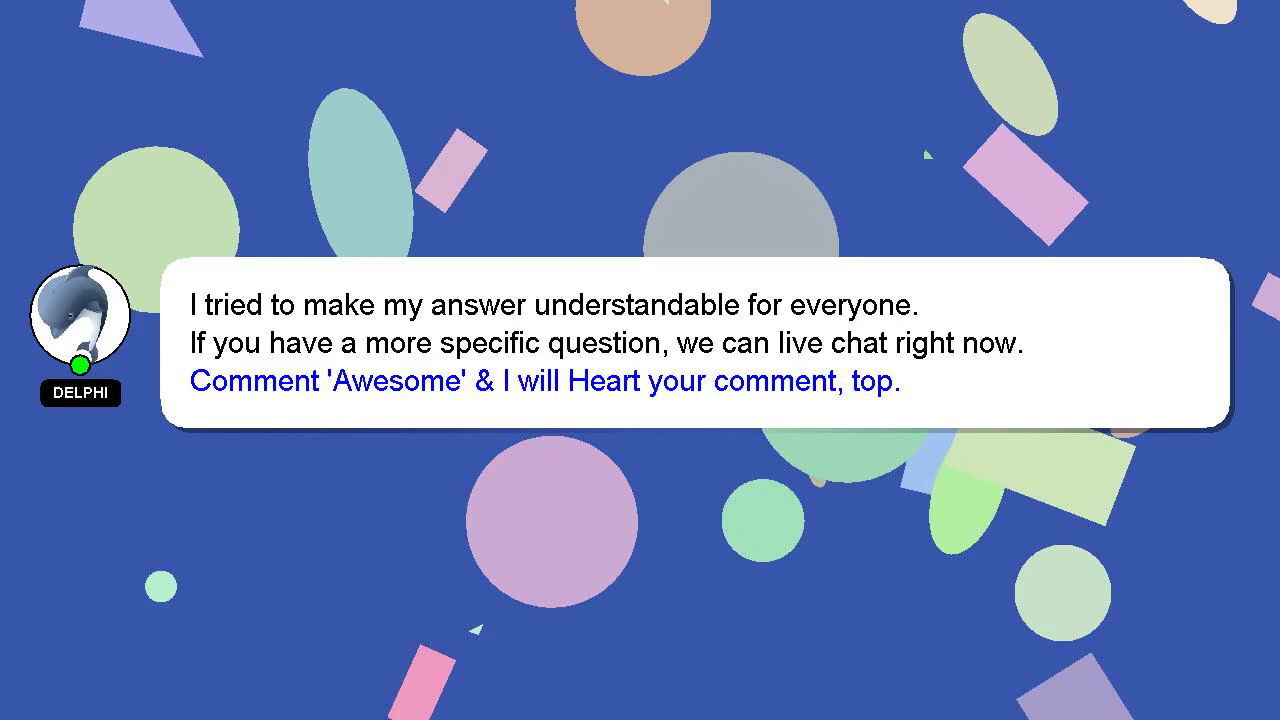 I tried to make my answer understandable for everyone.
If you have a more specific question, we can live chat right now.
Comment 'Awesome' & I will Heart your comment, top.
DELPHI